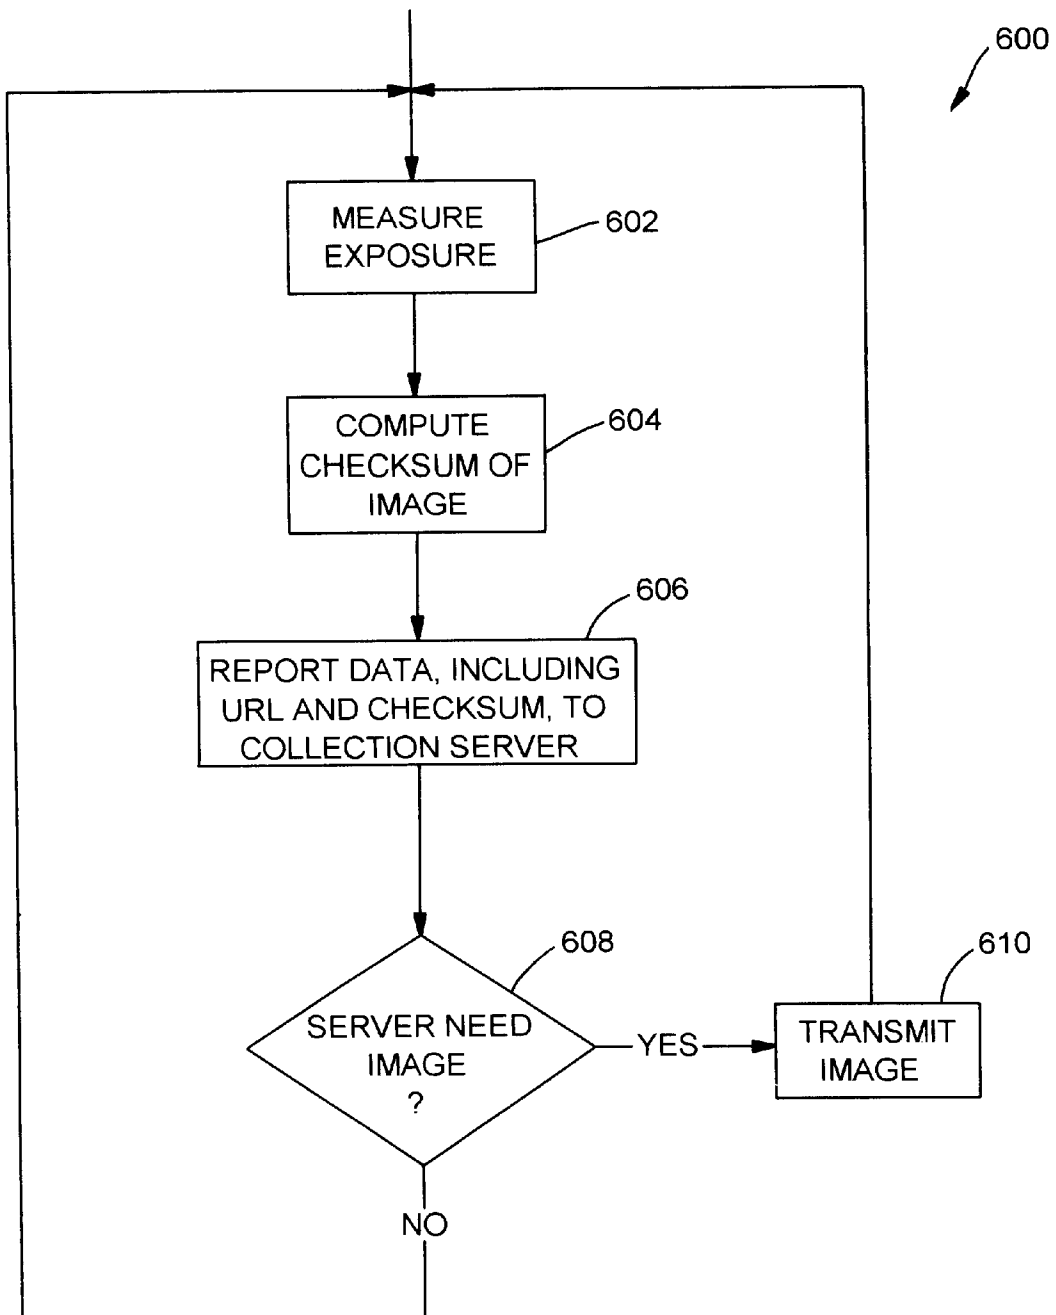 600
MEASURE
EXPOSURE
602
COMPUTE
CHECKSUM OF
IMAGE
604
606
REPORT DATA, INCLUDING
URL AND CHECKSUM, TO
COLLECTION SERVER
608
SERVER NEED
IMAGE
?
YES
610
TRANSMIT
IMAGE
NO